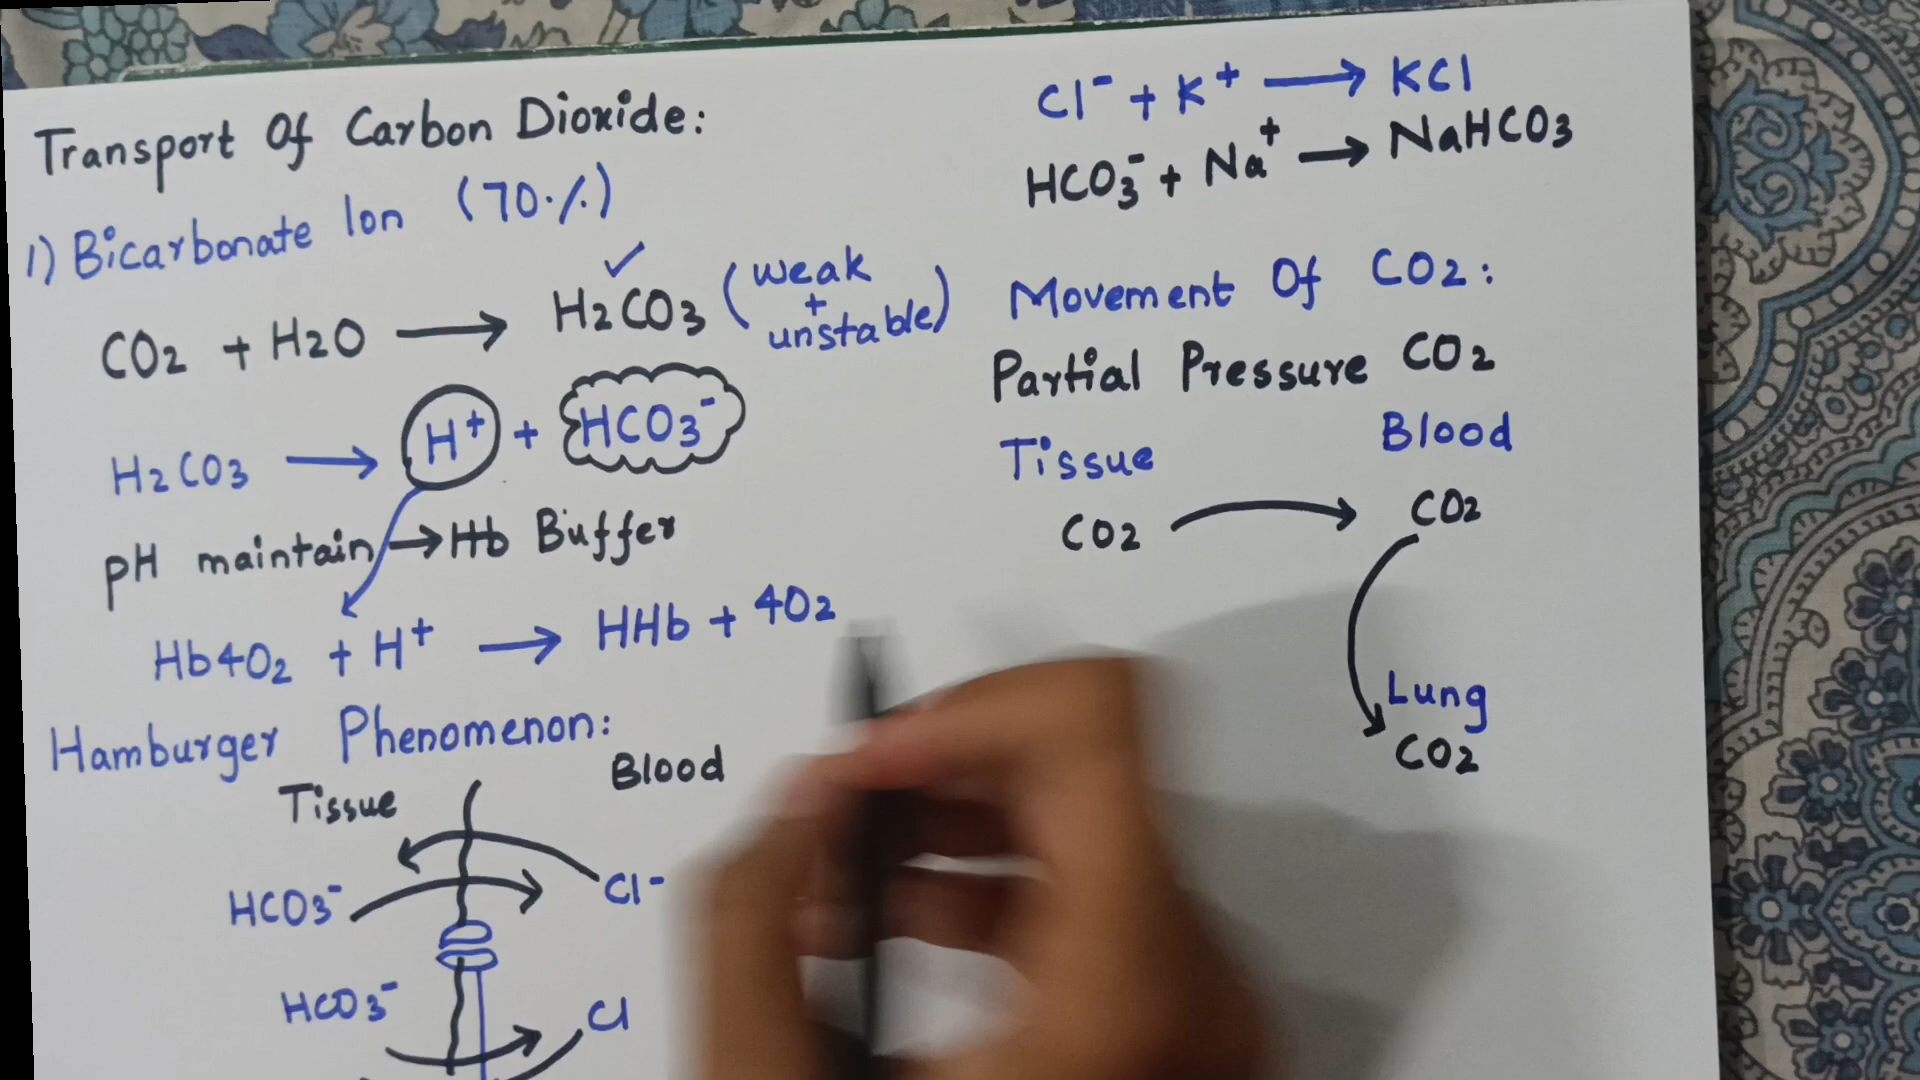 Transport Of Carbon Dioxide:
1) Bicarbonate Ion (70%)
CO2 + H2O → H2CO3 (weak + unstable)
H2CO3 → H+ + HCO3-
pH maintain → Hb Buffer
Hb4O2 + H+ → HHb + 4O2
Hamburger Phenomenon:
Tissue Blood
HCO3- Cl-
HCO3- Cl
Cl- + K+ → KCl
HCO3- + Na+ → NaHCO3
Movement Of CO2:
Partial Pressure CO2
Tissue Blood
CO2 → CO2
Lung
CO2